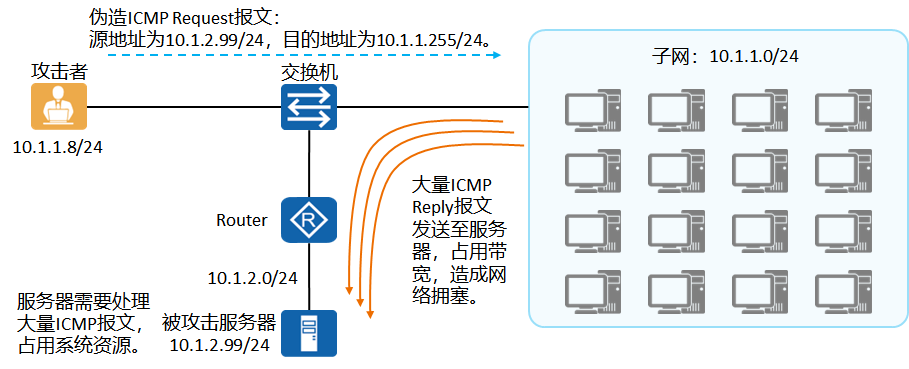 伪造ICMP Request报文：
源地址为10.1.2.99/24，目的地址为10.1.1.255/24。
攻击者
交换机
子网：10.1.1.0/24
10.1.1.8/24
大量ICMP
Reply报文
发送至服务
器，占用带
宽，造成网
络拥塞。
Router
10.1.2.0/24
服务器需要处理
大量ICMP报文，
占用系统资源。
被攻击服务器
10.1.2.99/24